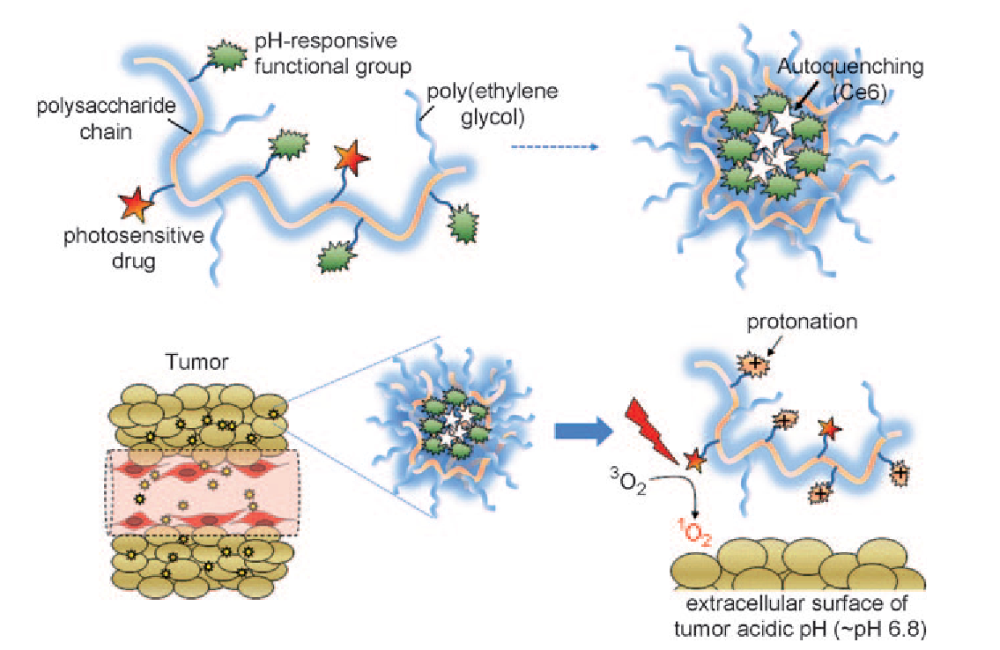 pH-responsive
functional group
polysaccharide
chain
poly(ethylene
glycol)
photosensitive
drug
Autoquenching
(Ce6)
Tumor
protonation
+
+
+
+
³O₂
¹O₂
extracellular surface of
tumor acidic pH (~pH 6.8)